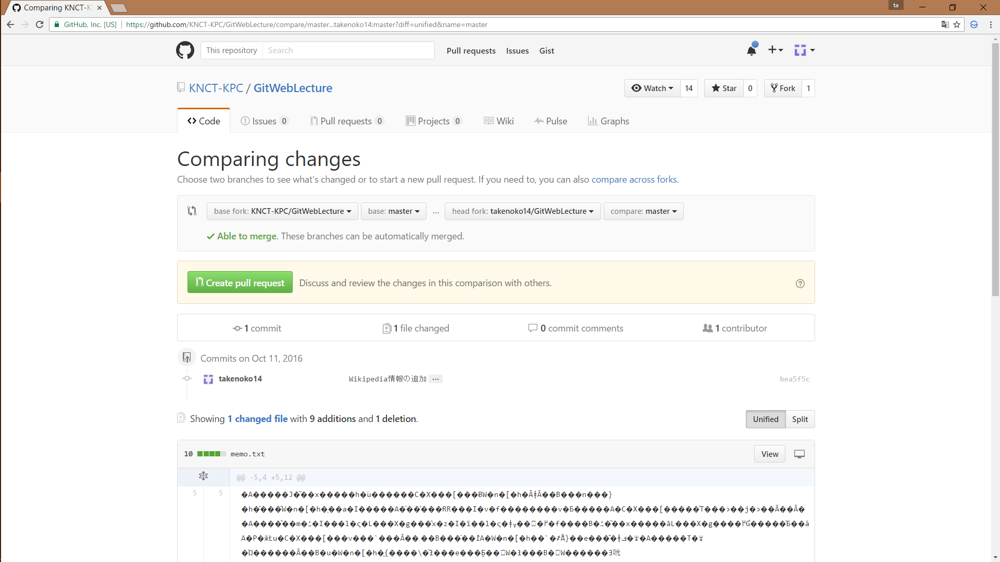 Comparing KNCT-K
ta
GitHub, Inc. [US] https://github.com/KNCT-KPC/GitWebLecture/compare/master...takenoko14:master?diff=unified&name=master
This repository Search Pull requests Issues Gist
KNCT-KPC / GitWebLecture Watch 14 Star 0 Fork 1
Code Issues 0 Pull requests 0 Projects 0 Wiki Pulse Graphs
Comparing changes
Choose two branches to see what's changed or to start a new pull request. If you need to, you can also compare across forks.
base fork: KNCT-KPC/GitWebLecture base: master ... head fork: takenoko14/GitWebLecture compare: master
Able to merge. These branches can be automatically merged.
Create pull request Discuss and review the changes in this comparison with others.
1 commit 1 file changed 0 commit comments 1 contributor
Commits on Oct 11, 2016
takenoko14 Wikipedia情報の追加 … bea5f5c
Showing 1 changed file with 9 additions and 1 deletion. Unified Split
10 memo.txt View
@@ -5,4 +5,12 @@
5 5